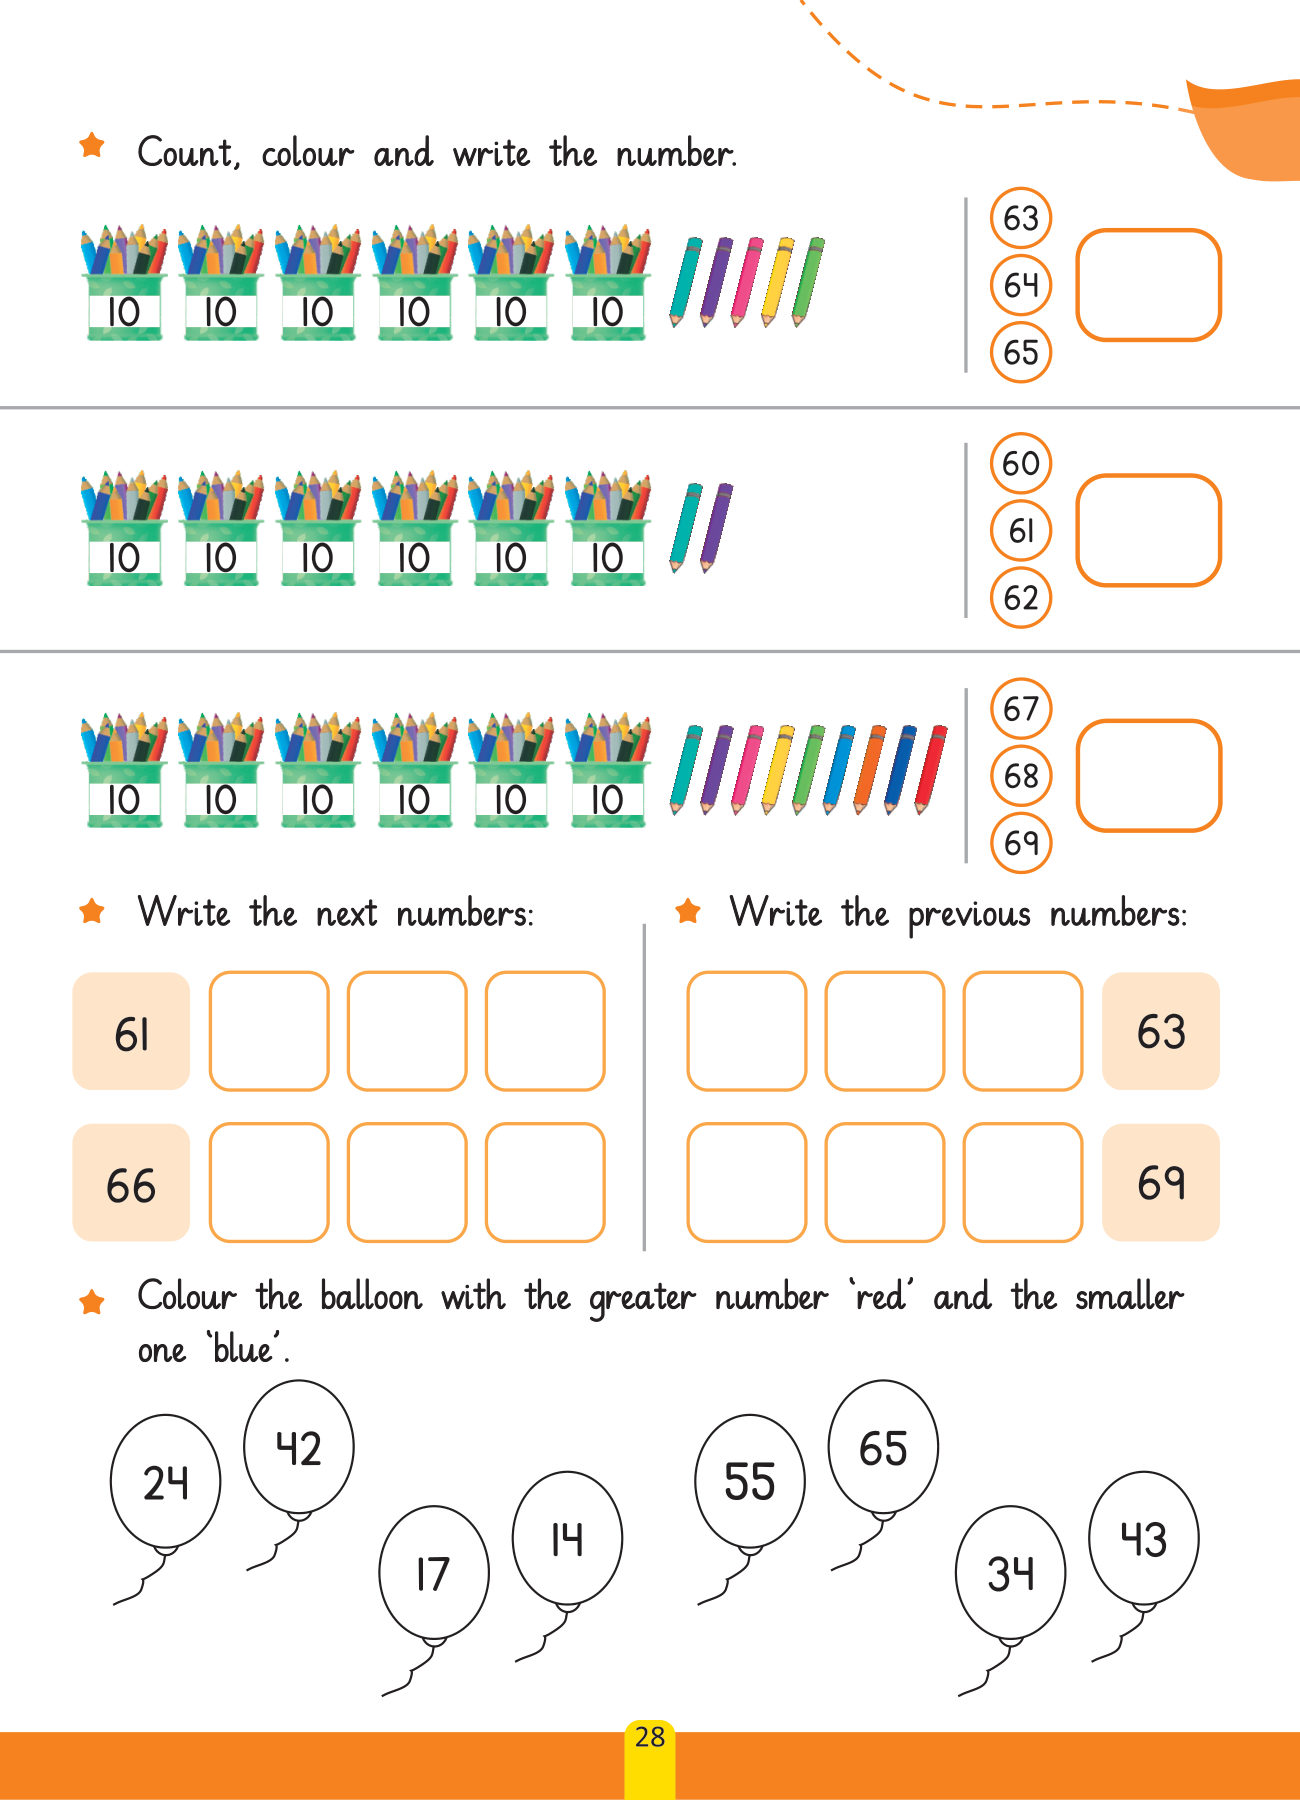 Count, colour and write the number.
10 10 10 10 10 10
63
64
65
10 10 10 10 10 10
60
61
62
10 10 10 10 10 10
67
68
69
Write the next numbers:
61
66
Write the previous numbers:
63
69
Colour the balloon with the greater number ‘red’ and the smaller
one ‘blue’.
24
42
17
14
55
65
34
43
28